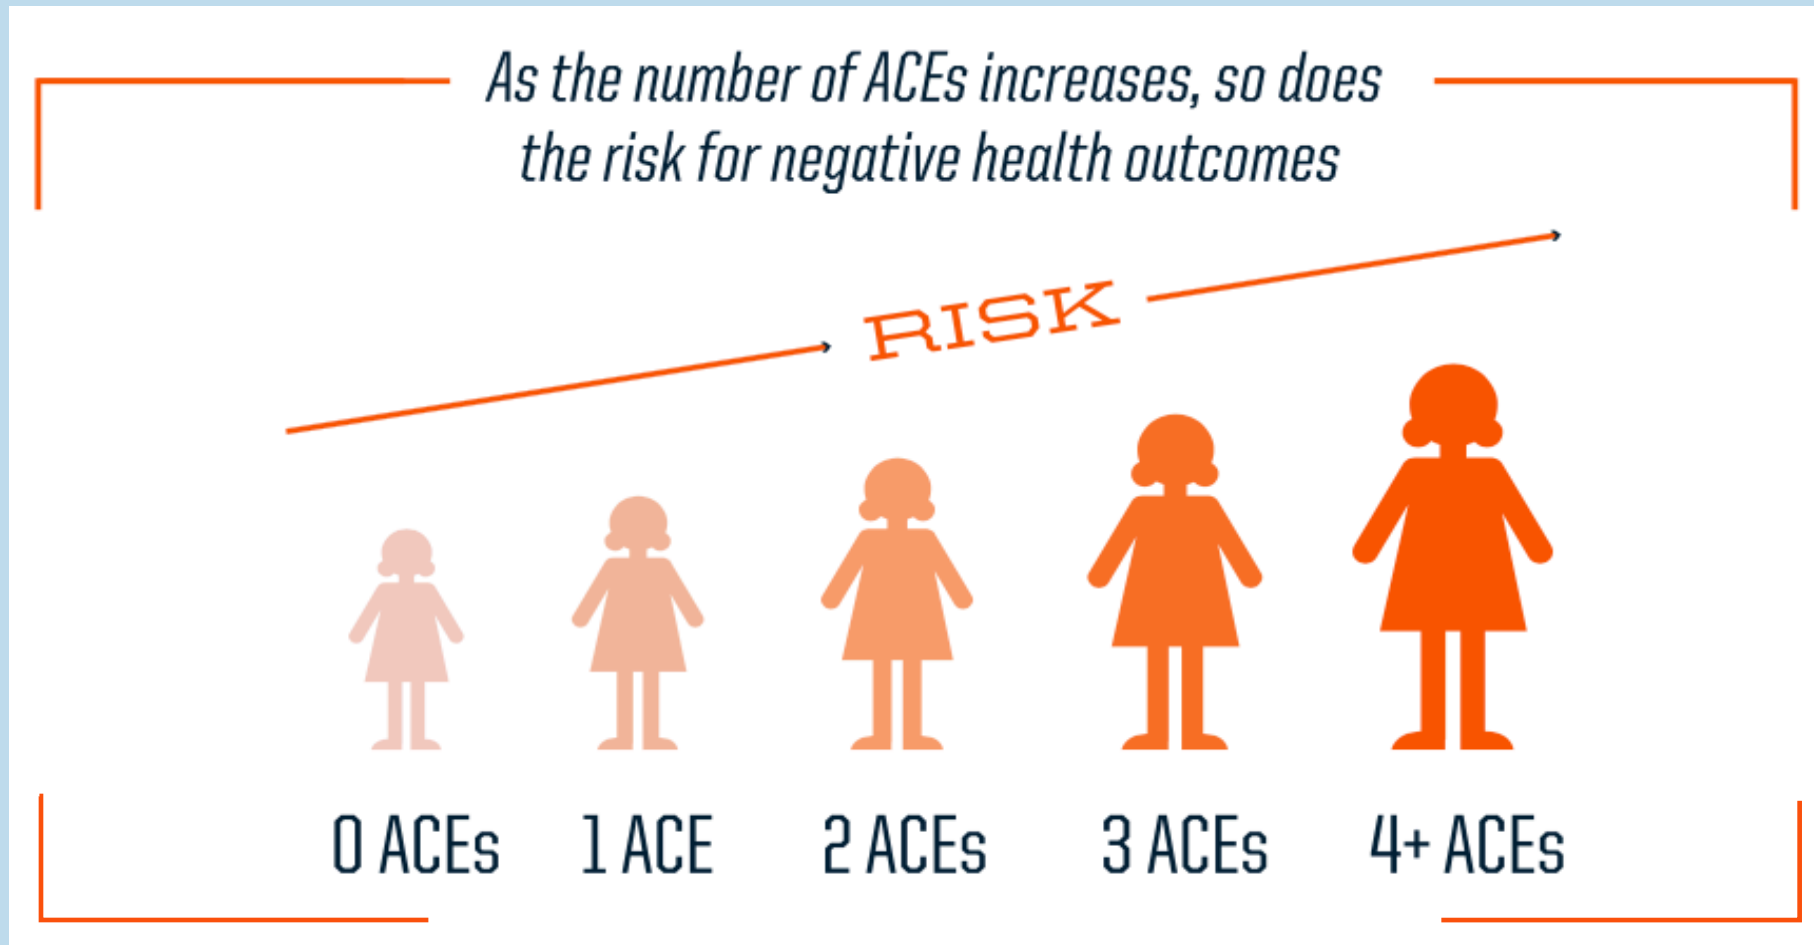 As the number of ACEs increases, so does
the risk for negative health outcomes
RISK
0 ACEs
1 ACE
2 ACEs
3 ACEs
4+ ACEs